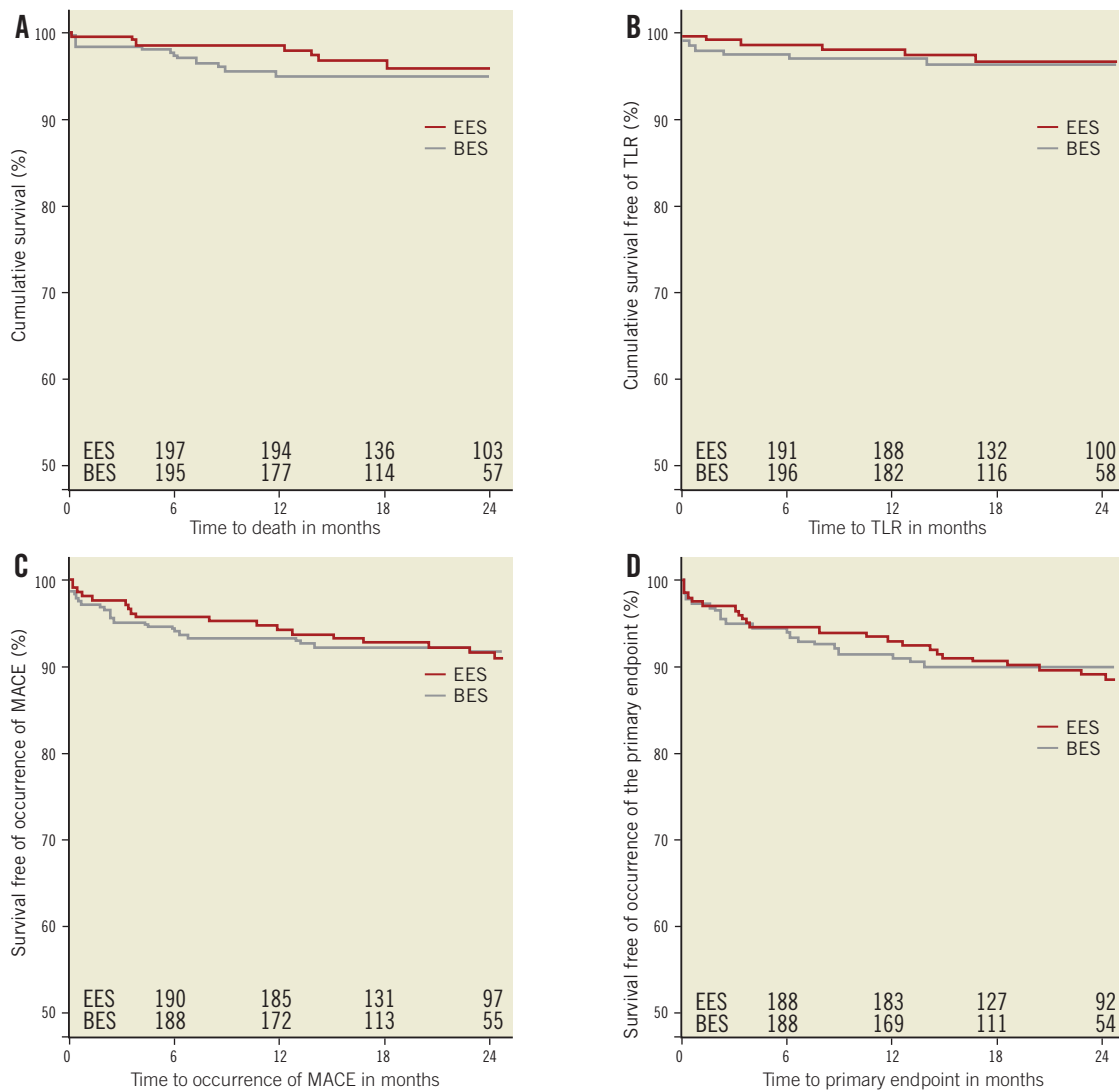 A
Cumulative survival (%)
100
90
80
70
60
50
EES
BES
EES 197 194 136 103
BES 195 177 114 57
0 6 12 18 24
Time to death in months
B
Cumulative survival free of TLR (%)
100
90
80
70
60
50
EES
BES
EES 191 188 132 100
BES 196 182 116 58
0 6 12 18 24
Time to TLR in months
C
Survival free of occurrence of MACE (%)
100
90
80
70
60
50
EES
BES
EES 190 185 131 97
BES 188 172 113 55
0 6 12 18 24
Time to occurrence of MACE in months
D
Survival free of occurrence of the primary endpoint (%)
100
90
80
70
60
50
EES
BES
EES 188 183 127 92
BES 188 169 111 54
0 6 12 18 24
Time to primary endpoint in months